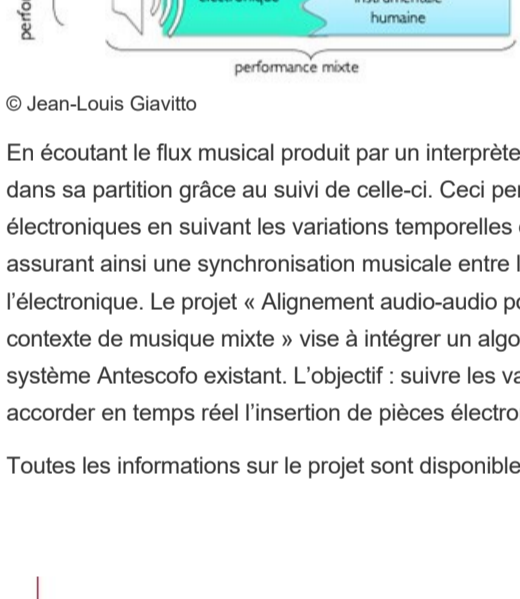 humaine
performance mixte
© Jean-Louis Giavitto
En écoutant le flux musical produit par un interprète
dans sa partition grâce au suivi de celle-ci. Ceci per
électroniques en suivant les variations temporelles
assurant ainsi une synchronisation musicale entre l
l'électronique. Le projet « Alignement audio-audio po
contexte de musique mixte » vise à intégrer un algo
système Antescofo existant. L'objectif : suivre les va
accorder en temps réel l'insertion de pièces électro
Toutes les informations sur le projet sont disponible